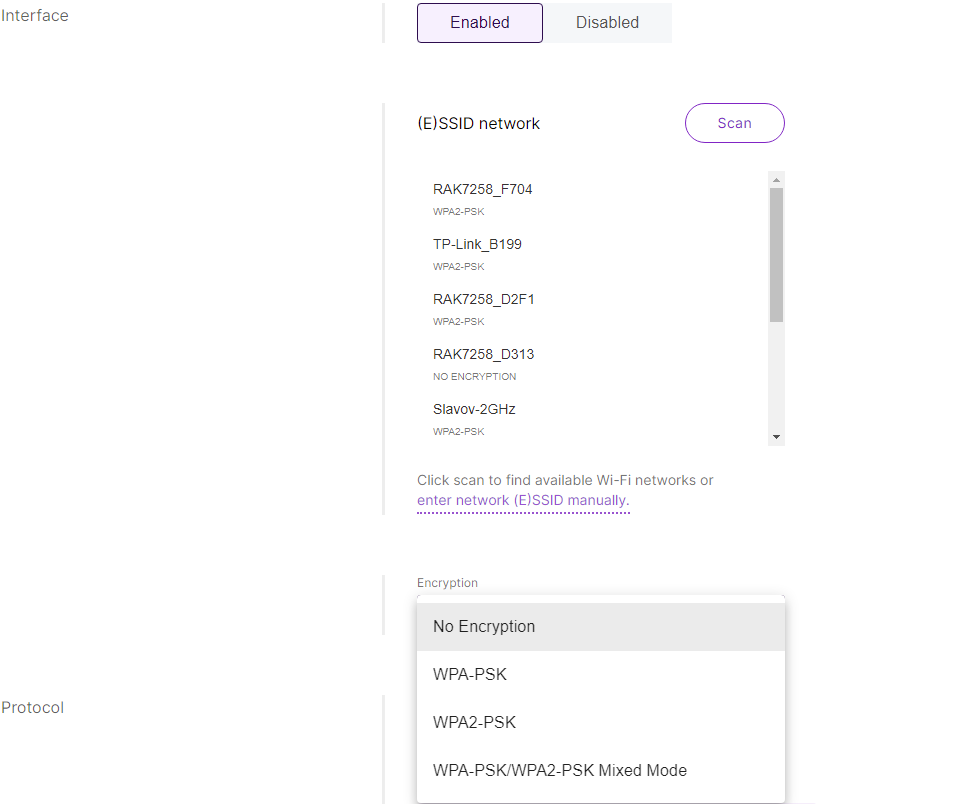 Interface
Enabled
Disabled
(E)SSID network
Scan
RAK7258_F704
WPA2-PSK
TP-Link_B199
WPA2-PSK
RAK7258_D2F1
WPA2-PSK
RAK7258_D313
NO ENCRYPTION
Slavov-2GHz
WPA2-PSK
Click scan to find available Wi-Fi networks or
enter network (E)SSID manually.
Encryption
No Encryption
WPA-PSK
WPA2-PSK
WPA-PSK/WPA2-PSK Mixed Mode
Protocol